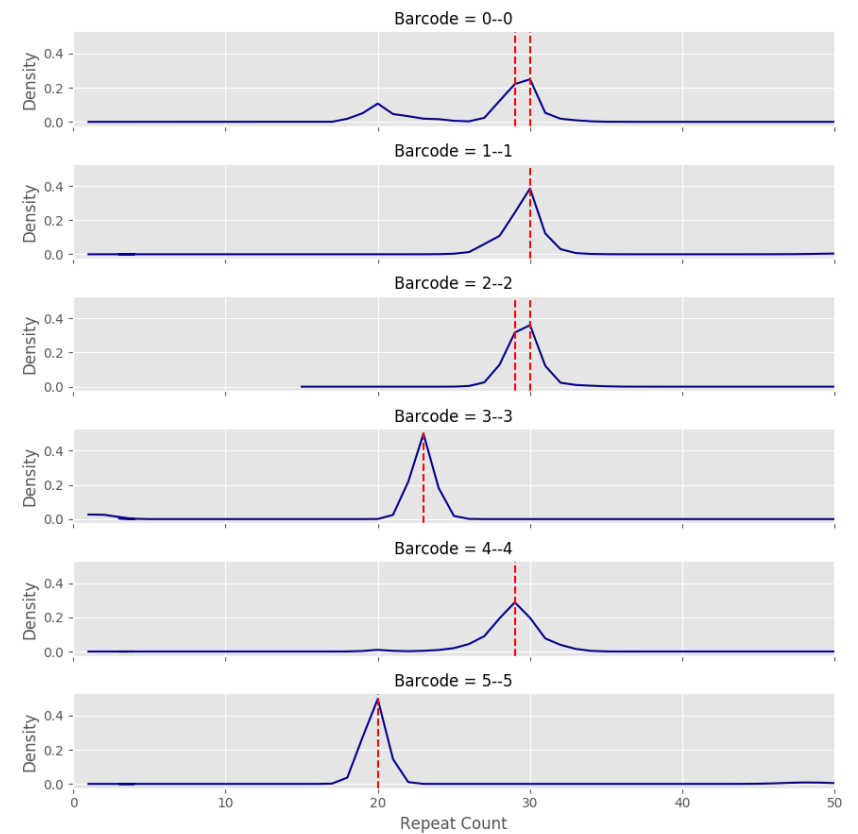 Barcode = 0--0
Density
0.4
0.2
0.0
Barcode = 1--1
Density
0.4
0.2
0.0
Barcode = 2--2
Density
0.4
0.2
0.0
Barcode = 3--3
Density
0.4
0.2
0.0
Barcode = 4--4
Density
0.4
0.2
0.0
Barcode = 5--5
Density
0.4
0.2
0.0
0 10 20 30 40 50
Repeat Count